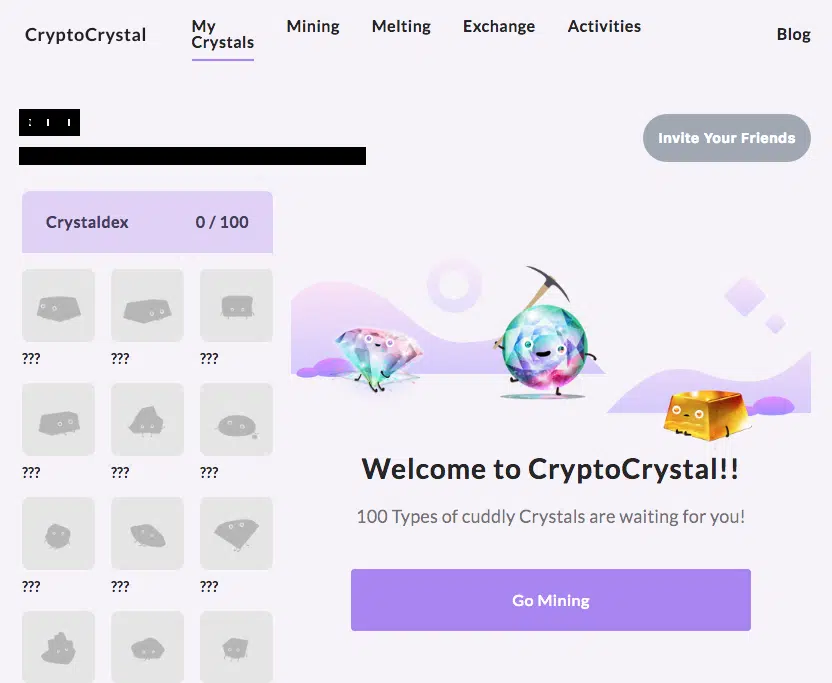 CryptoCrystal
My
Crystals
Mining
Melting
Exchange
Activities
Blog
Invite Your Friends
Crystaldex 0 / 100
??? ??? ???
??? ??? ???
??? ??? ???
Welcome to CryptoCrystal!!
100 Types of cuddly Crystals are waiting for you!
Go Mining